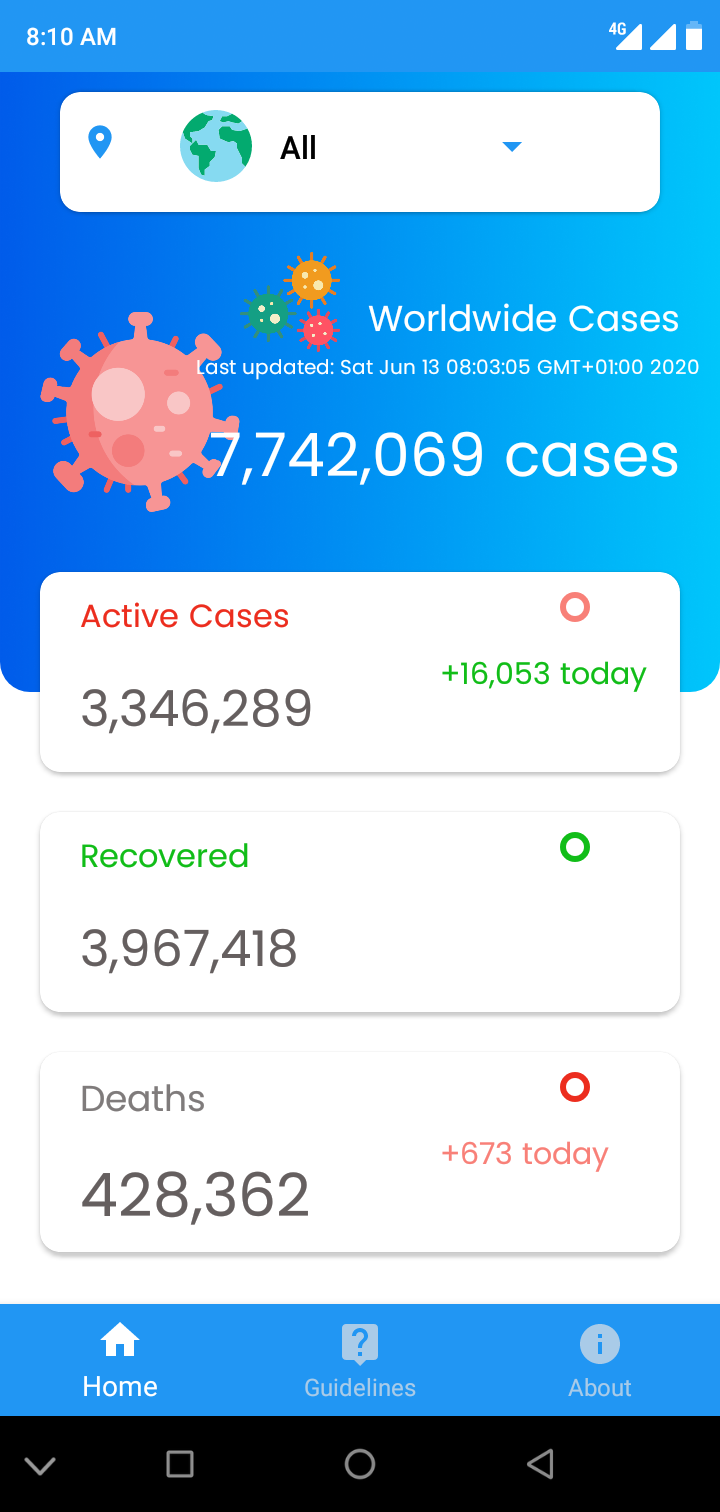 8:10 AM
4G
All
Worldwide Cases
Last updated: Sat Jun 13 08:03:05 GMT+01:00 2020
7,742,069 cases
Active Cases
+16,053 today
3,346,289
Recovered
3,967,418
Deaths
+673 today
428,362
Home
Guidelines
About